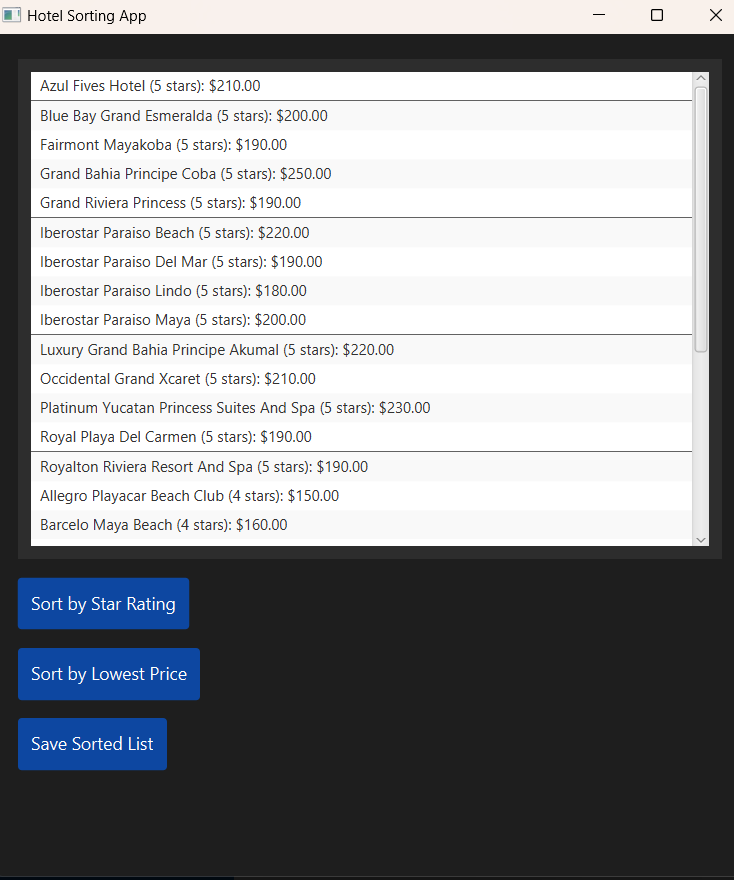 Hotel Sorting App
Azul Fives Hotel (5 stars): $210.00
Blue Bay Grand Esmeralda (5 stars): $200.00
Fairmont Mayakoba (5 stars): $190.00
Grand Bahia Principe Coba (5 stars): $250.00
Grand Riviera Princess (5 stars): $190.00
Iberostar Paraiso Beach (5 stars): $220.00
Iberostar Paraiso Del Mar (5 stars): $190.00
Iberostar Paraiso Lindo (5 stars): $180.00
Iberostar Paraiso Maya (5 stars): $200.00
Luxury Grand Bahia Principe Akumal (5 stars): $220.00
Occidental Grand Xcaret (5 stars): $210.00
Platinum Yucatan Princess Suites And Spa (5 stars): $230.00
Royal Playa Del Carmen (5 stars): $190.00
Royalton Riviera Resort And Spa (5 stars): $190.00
Allegro Playacar Beach Club (4 stars): $150.00
Barcelo Maya Beach (4 stars): $160.00
Sort by Star Rating
Sort by Lowest Price
Save Sorted List